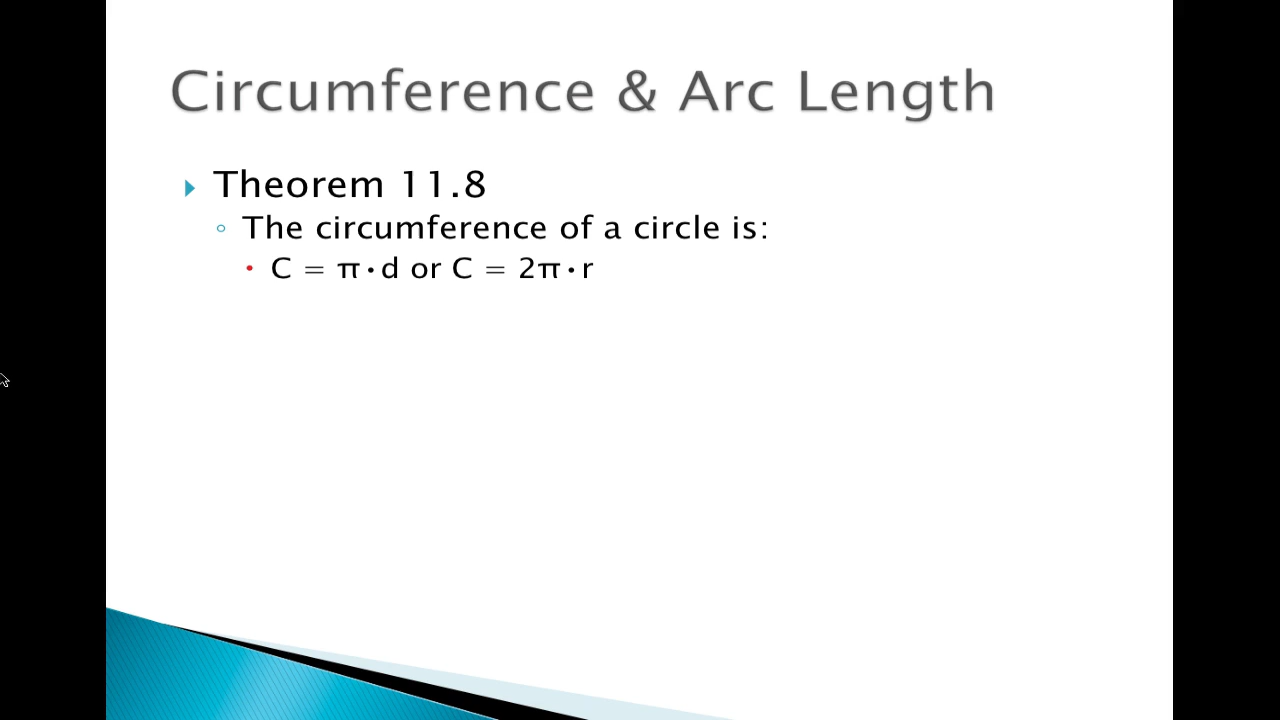 Circumference & Arc Length
Theorem 11.8
The circumference of a circle is:
C = π·d or C = 2π·r